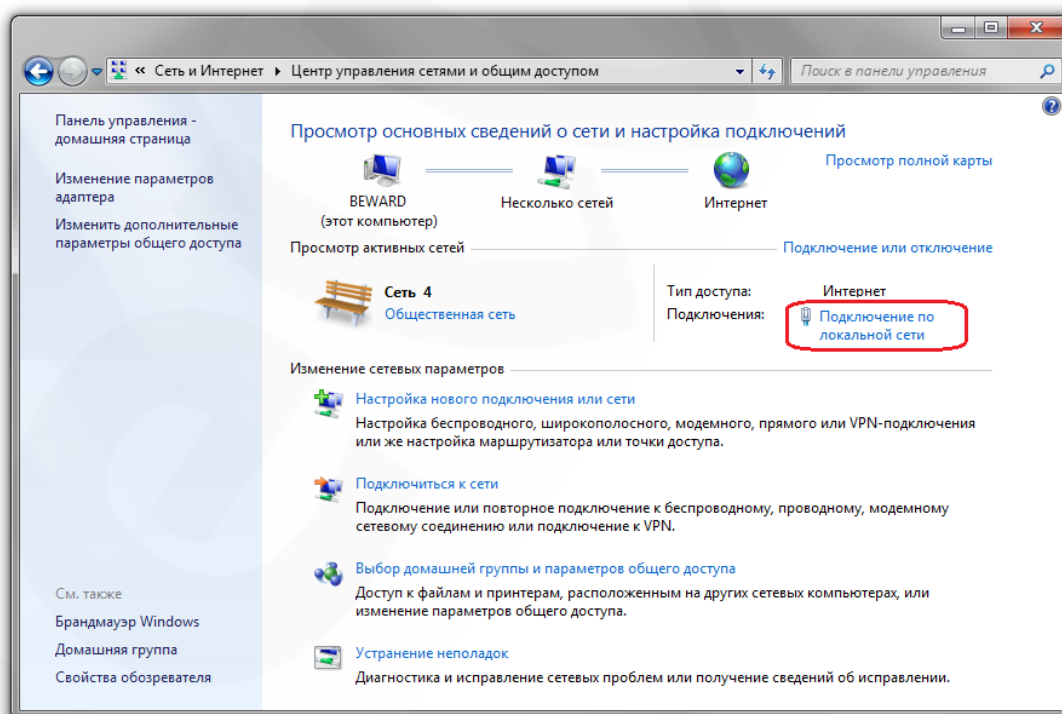 « Сеть и Интернет ▸ Центр управления сетями и общим доступом
Поиск в панели управления
Панель управления -
домашняя страница
Изменение параметров
адаптера
Изменить дополнительные
параметры общего доступа
См. также
Брандмауэр Windows
Домашняя группа
Свойства обозревателя
Просмотр основных сведений о сети и настройка подключений
Просмотр полной карты
BEWARD
(этот компьютер)
Несколько сетей
Интернет
Просмотр активных сетей
Подключение или отключение
Сеть 4
Общественная сеть
Тип доступа: Интернет
Подключения: Подключение по
локальной сети
Изменение сетевых параметров
Настройка нового подключения или сети
Настройка беспроводного, широкополосного, модемного, прямого или VPN-подключения
или же настройка маршрутизатора или точки доступа.
Подключиться к сети
Подключение или повторное подключение к беспроводному, проводному, модемному
сетевому соединению или подключение к VPN.
Выбор домашней группы и параметров общего доступа
Доступ к файлам и принтерам, расположенным на других сетевых компьютерах, или
изменение параметров общего доступа.
Устранение неполадок
Диагностика и исправление сетевых проблем или получение сведений об исправлении.